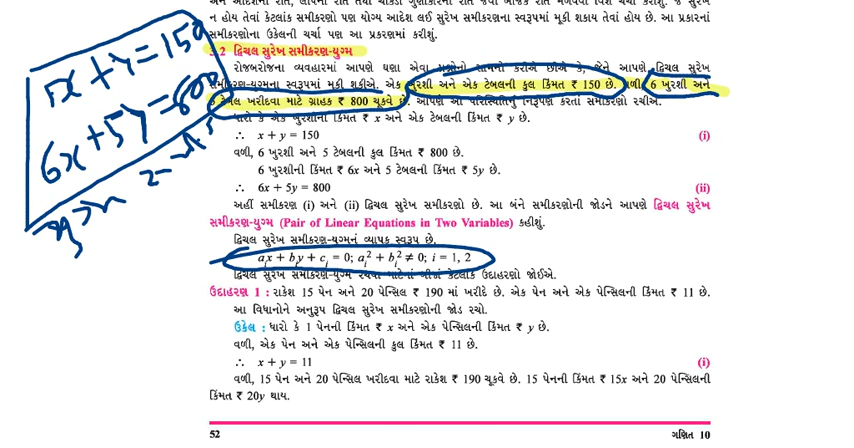 અને આદેશની રીત, લોપની રીત તથા ચોકડી ગુણાકારની રીત જેવી બૈજિક રીતો મેળવવા વિશે ચર્ચા કરીશું. જે સુરેખ
ન હોય તેવાં કેટલાંક સમીકરણો પણ યોગ્ય આદેશ લઈ સુરેખ સમીકરણના સ્વરૂપમાં મૂકી શકાય તેવાં હોય છે. આ પ્રકારનાં
સમીકરણોના ઉકેલની ચર્ચા પણ આ પ્રકરણમાં કરીશું.
3.2 દ્વિચલ સુરેખ સમીકરણ-યુગ્મ
રોજબરોજના વ્યવહારમાં આપણે ઘણા એવા પ્રશ્નોનો સામનો કરીએ છીએ કે, જેને આપણે દ્વિચલ સુરેખ
સમીકરણ-યુગ્મના સ્વરૂપમાં મૂકી શકીએ. એક ખુરશી અને એક ટેબલની કુલ કિંમત ₹ 150 છે. વળી 6 ખુરશી અને
5 ટેબલ ખરીદવા માટે ગ્રાહક ₹ 800 ચૂકવે છે. આપણે આ પરિસ્થિતિનું નિરૂપણ કરતાં સમીકરણો રચીએ.
ધારો કે એક ખુરશીની કિંમત ₹ x અને એક ટેબલની કિંમત ₹ y છે.
∴ x + y = 150 (i)
વળી, 6 ખુરશી અને 5 ટેબલની કુલ કિંમત ₹ 800 છે.
6 ખુરશીની કિંમત ₹ 6x અને 5 ટેબલની કિંમત ₹ 5y છે.
∴ 6x + 5y = 800 (ii)
અહીં સમીકરણ (i) અને (ii) દ્વિચલ સુરેખ સમીકરણો છે. આ બંને સમીકરણોની જોડને આપણે દ્વિચલ સુરેખ
સમીકરણ-યુગ્મ (Pair of Linear Equations in Two Variables) કહીશું.
દ્વિચલ સુરેખ સમીકરણ-યુગ્મનું વ્યાપક સ્વરૂપ છે.
aᵢx + bᵢy + cᵢ = 0; aᵢ² + bᵢ² ≠ 0; i = 1, 2
દ્વિચલ સુરેખ સમીકરણ-યુગ્મ રચવા માટેનાં બીજાં કેટલાંક ઉદાહરણો જોઈએ.
ઉદાહરણ 1 : રાકેશ 15 પેન અને 20 પેન્સિલ ₹ 190 માં ખરીદે છે. એક પેન અને એક પેન્સિલની કિંમત ₹ 11 છે.
આ વિધાનોને અનુરૂપ દ્વિચલ સુરેખ સમીકરણોની જોડ રચો.
ઉકેલ : ધારો કે 1 પેનની કિંમત ₹ x અને એક પેન્સિલની કિંમત ₹ y છે.
વળી, એક પેન અને એક પેન્સિલની કુલ કિંમત ₹ 11 છે.
∴ x + y = 11 (i)
વળી, 15 પેન અને 20 પેન્સિલ ખરીદવા માટે રાકેશ ₹ 190 ચૂકવે છે. 15 પેનની કિંમત ₹ 15x અને 20 પેન્સિલની
કિંમત ₹ 20y થાય.
52 ગણિત 10
x + y = 150
6x + 5y = 800